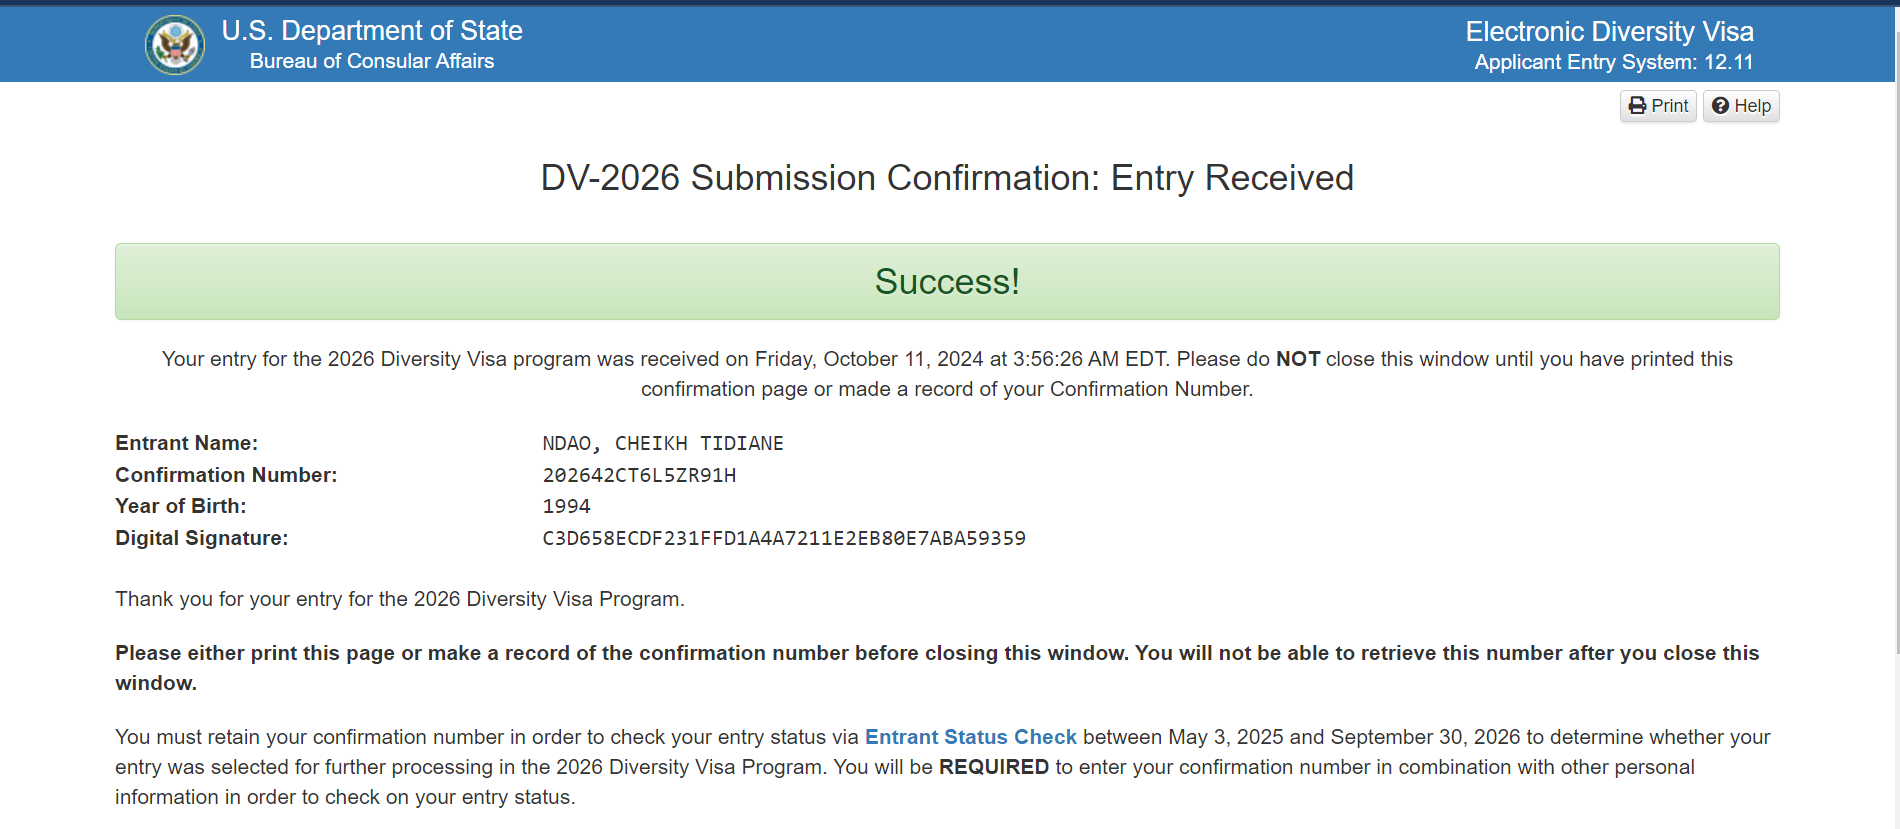 U.S. Department of State
Bureau of Consular Affairs
Electronic Diversity Visa
Applicant Entry System: 12.11
Print
Help
DV-2026 Submission Confirmation: Entry Received
Success!
Your entry for the 2026 Diversity Visa program was received on Friday, October 11, 2024 at 3:56:26 AM EDT. Please do NOT close this window until you have printed this
confirmation page or made a record of your Confirmation Number.
Entrant Name: NDAO, CHEIKH TIDIANE
Confirmation Number: 202642CT6L5ZR91H
Year of Birth: 1994
Digital Signature: C3D658ECDF231FFD1A4A7211E2EB80E7ABA59359
Thank you for your entry for the 2026 Diversity Visa Program.
Please either print this page or make a record of the confirmation number before closing this window. You will not be able to retrieve this number after you close this
window.
You must retain your confirmation number in order to check your entry status via Entrant Status Check between May 3, 2025 and September 30, 2026 to determine whether your
entry was selected for further processing in the 2026 Diversity Visa Program. You will be REQUIRED to enter your confirmation number in combination with other personal
information in order to check on your entry status.